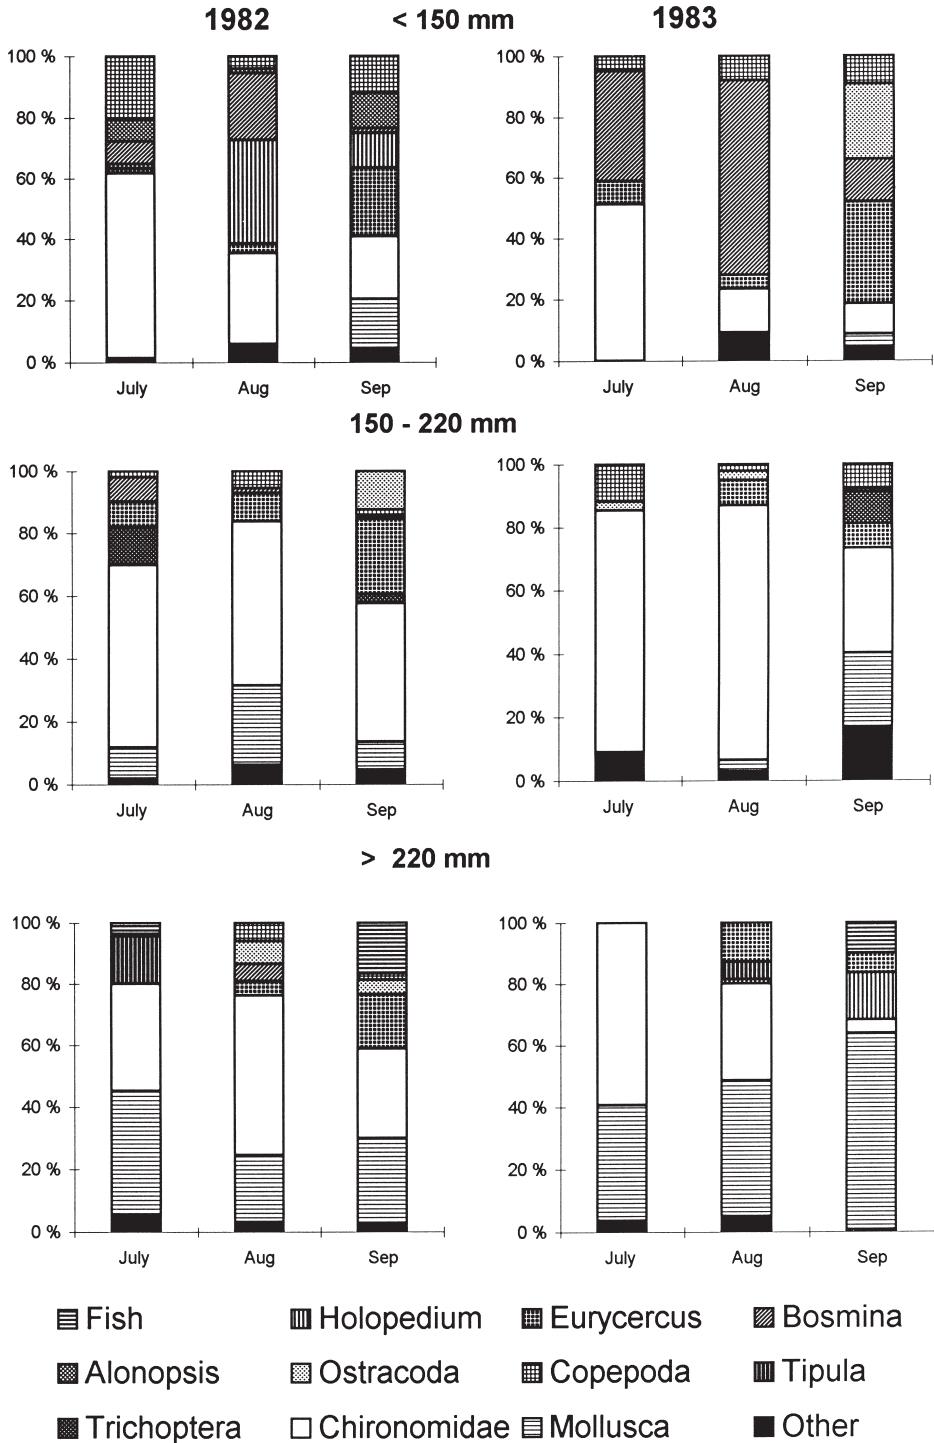 1982 < 150 mm 1983
100 % 100 %
80 % 80 %
60 % 60 %
40 % 40 %
20 % 20 %
0 % 0 %
July Aug Sep July Aug Sep
150 - 220 mm
100 % 100 %
80 % 80 %
60 % 60 %
40 % 40 %
20 % 20 %
0 % 0 %
July Aug Sep July Aug Sep
> 220 mm
100 % 100 %
80 % 80 %
60 % 60 %
40 % 40 %
20 % 20 %
0 % 0 %
July Aug Sep July Aug Sep
Fish Holopedium Eurycercus Bosmina
Alonopsis Ostracoda Copepoda Tipula
Trichoptera Chironomidae Mollusca Other